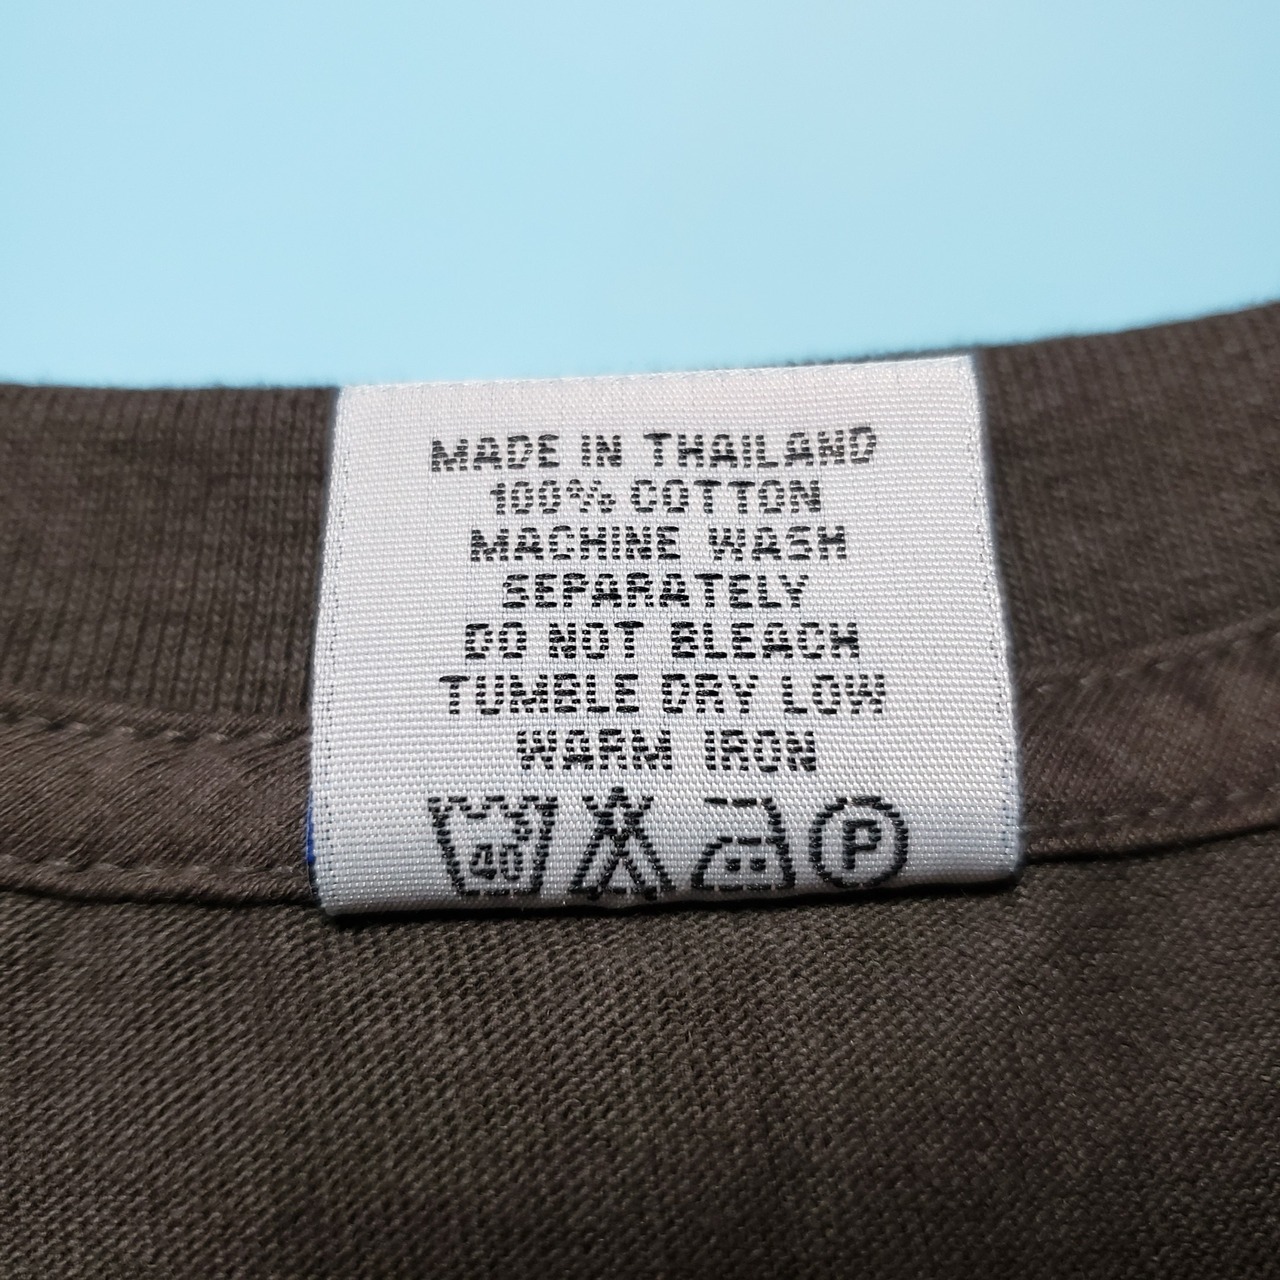 MADE IN THAILAND
100% COTTON
MACHINE WASH
SEPARATELY
DO NOT BLEACH
TUMBLE DRY LOW
WARM IRON
40 P